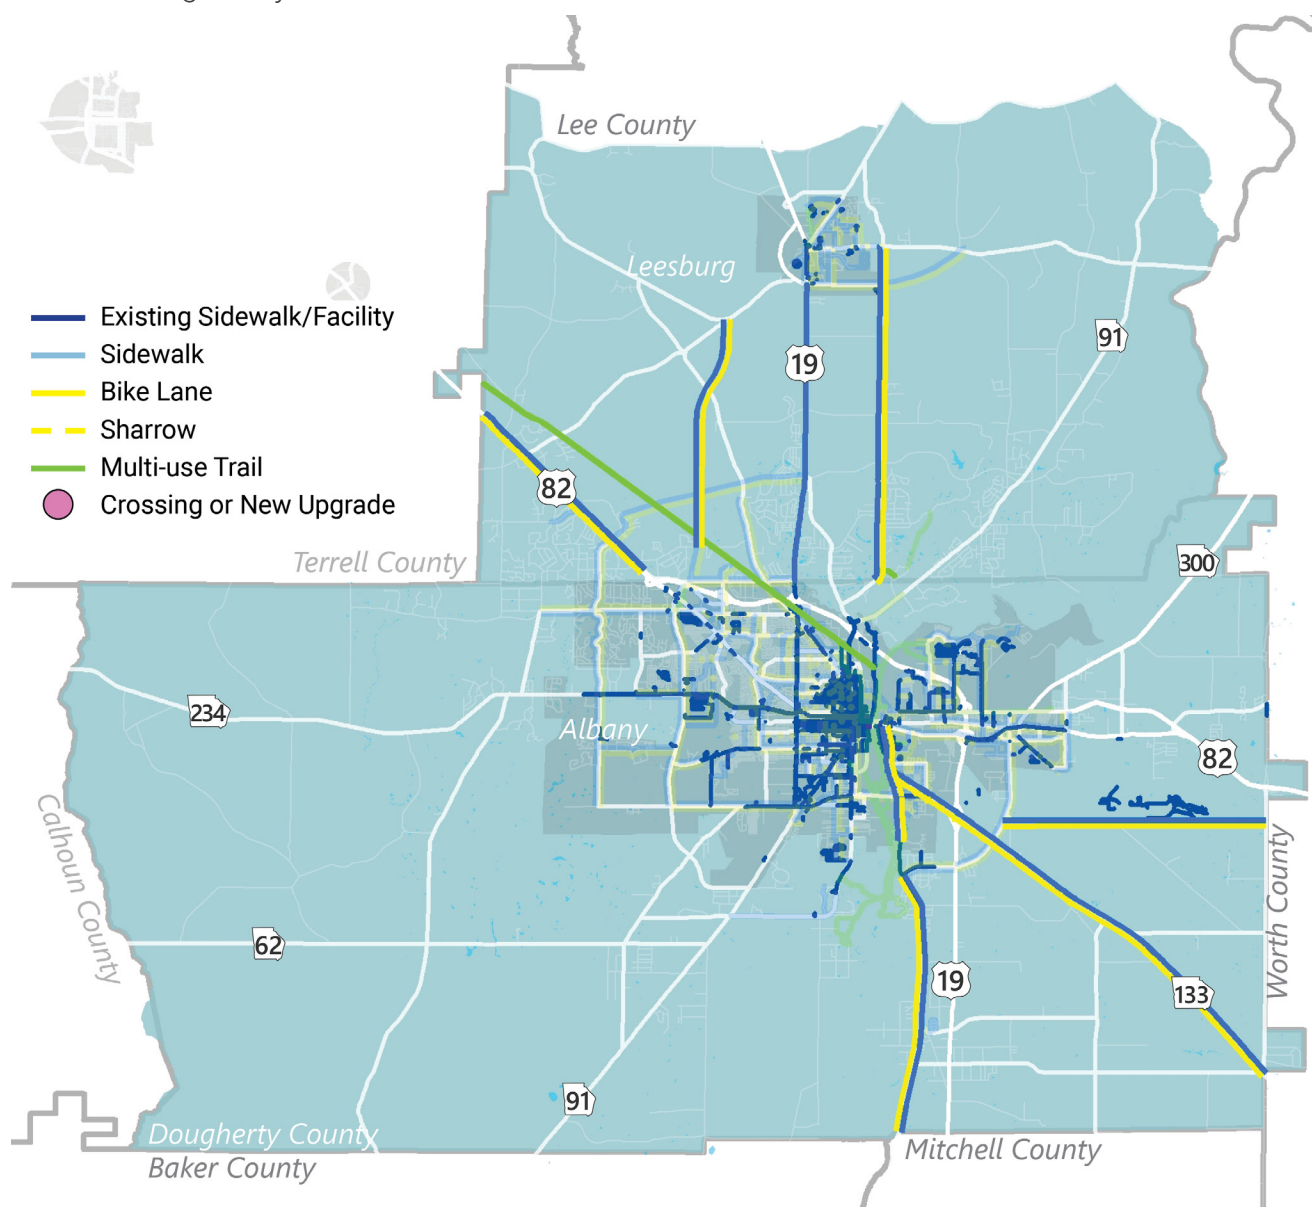 Lee County
Leesburg
Existing Sidewalk/Facility
Sidewalk
Bike Lane
Sharrow
Multi-use Trail
Crossing or New Upgrade
91
19
82
Terrell County
300
234
Albany
82
Calhoun County
62
Worth County
19
133
91
Dougherty County
Baker County
Mitchell County